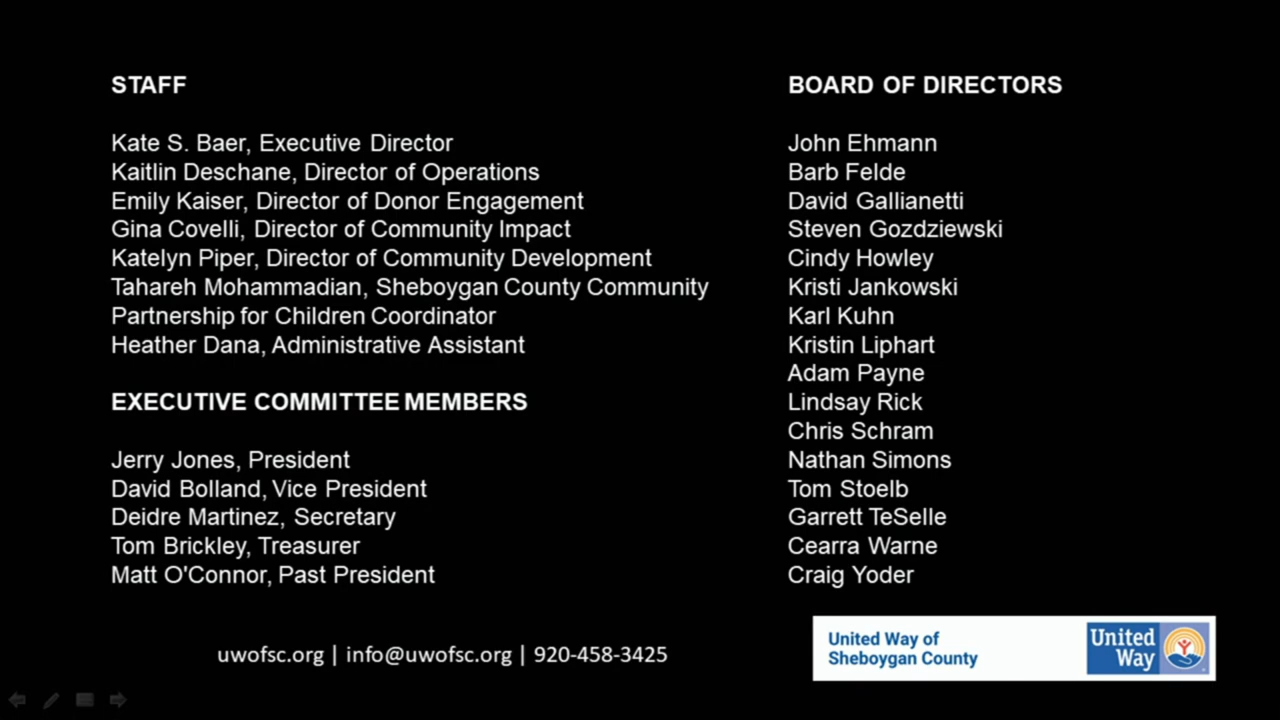 STAFF
Kate S. Baer, Executive Director
Kaitlin Deschane, Director of Operations
Emily Kaiser, Director of Donor Engagement
Gina Covelli, Director of Community Impact
Katelyn Piper, Director of Community Development
Tahareh Mohammadian, Sheboygan County Community
Partnership for Children Coordinator
Heather Dana, Administrative Assistant
EXECUTIVE COMMITTEE MEMBERS
Jerry Jones, President
David Bolland, Vice President
Deidre Martinez, Secretary
Tom Brickley, Treasurer
Matt O'Connor, Past President
BOARD OF DIRECTORS
John Ehmann
Barb Felde
David Gallianetti
Steven Gozdziewski
Cindy Howley
Kristi Jankowski
Karl Kuhn
Kristin Liphart
Adam Payne
Lindsay Rick
Chris Schram
Nathan Simons
Tom Stoelb
Garrett TeSelle
Cearra Warne
Craig Yoder
uwofsc.org | info@uwofsc.org | 920-458-3425
United Way of
Sheboygan County
United
Way